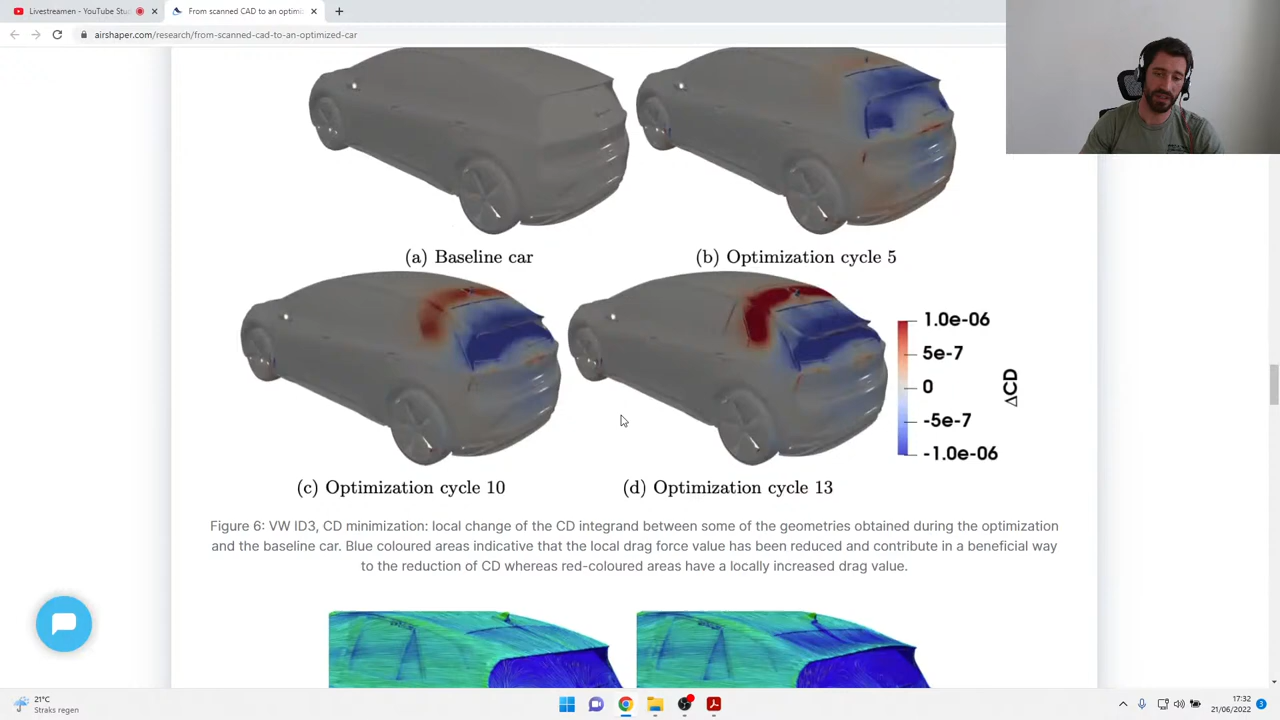 Livestreamen - YouTube Stu
From scanned CAD to an optimiz
airshaper.com/research/from-scanned-cad-to-an-optimized-car
(a) Baseline car
(b) Optimization cycle 5
1.0e-06
5e-7
0
-5e-7
-1.0e-06
ΔCD
(c) Optimization cycle 10
(d) Optimization cycle 13
Figure 6: VW ID3, CD minimization: local change of the CD integrand between some of the geometries obtained during the optimization
and the baseline car. Blue coloured areas indicative that the local drag force value has been reduced and contribute in a beneficial way
to the reduction of CD whereas red-coloured areas have a locally increased drag value.
21°C
Straks regen
17:32
21/06/2022
3